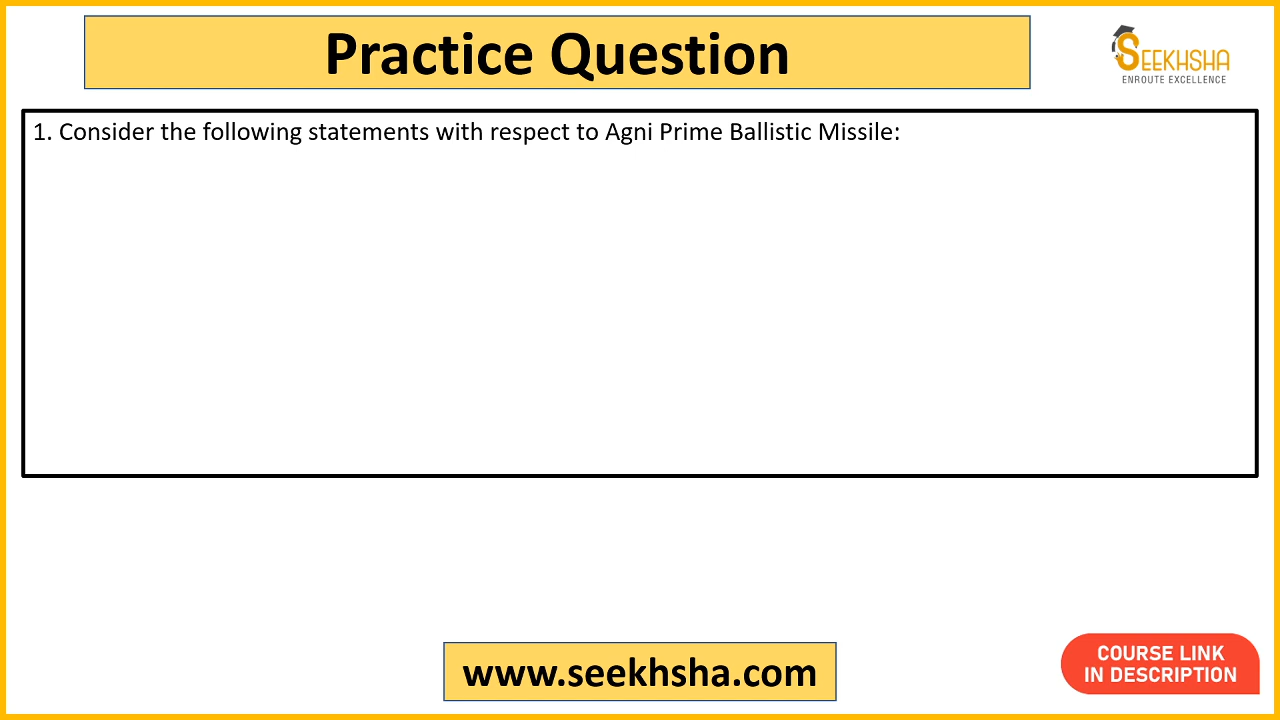 Practice Question
SEEKHSHA
ENROUTE EXCELLENCE
1. Consider the following statements with respect to Agni Prime Ballistic Missile:
www.seekhsha.com
COURSE LINK
IN DESCRIPTION